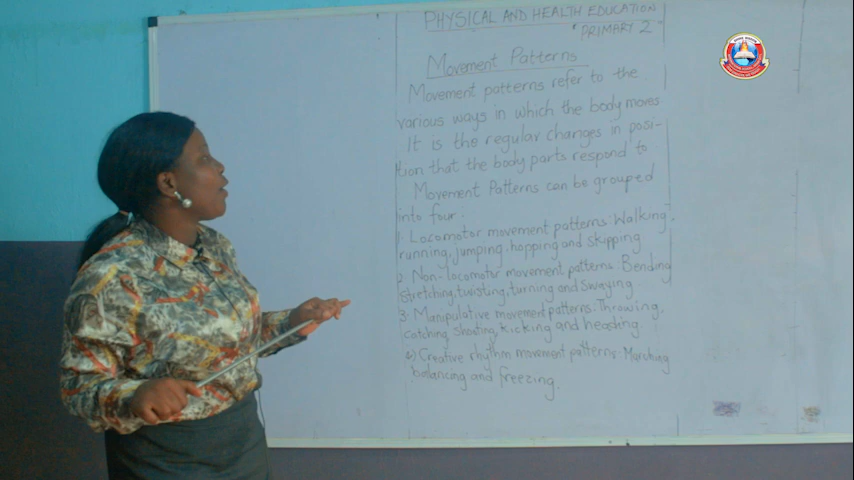 PHYSICAL AND HEALTH EDUCATION
"PRIMARY 2"
Movement Patterns
Movement patterns refer to the
various ways in which the body moves
It is the regular changes in posi-
tion that the body parts respond to
Movement Patterns can be grouped
into four.
1. Locomotor movement patterns: Walking,
running, jumping, hopping and skipping
2. Non-locomotor movement patterns: Bending
stretching, twisting, turning and swaying
3. Manipulative movement patterns: Throwing,
catching, shooting, kicking and heading.
4) Creative rhythm movement patterns: Marching
balancing and freezing.